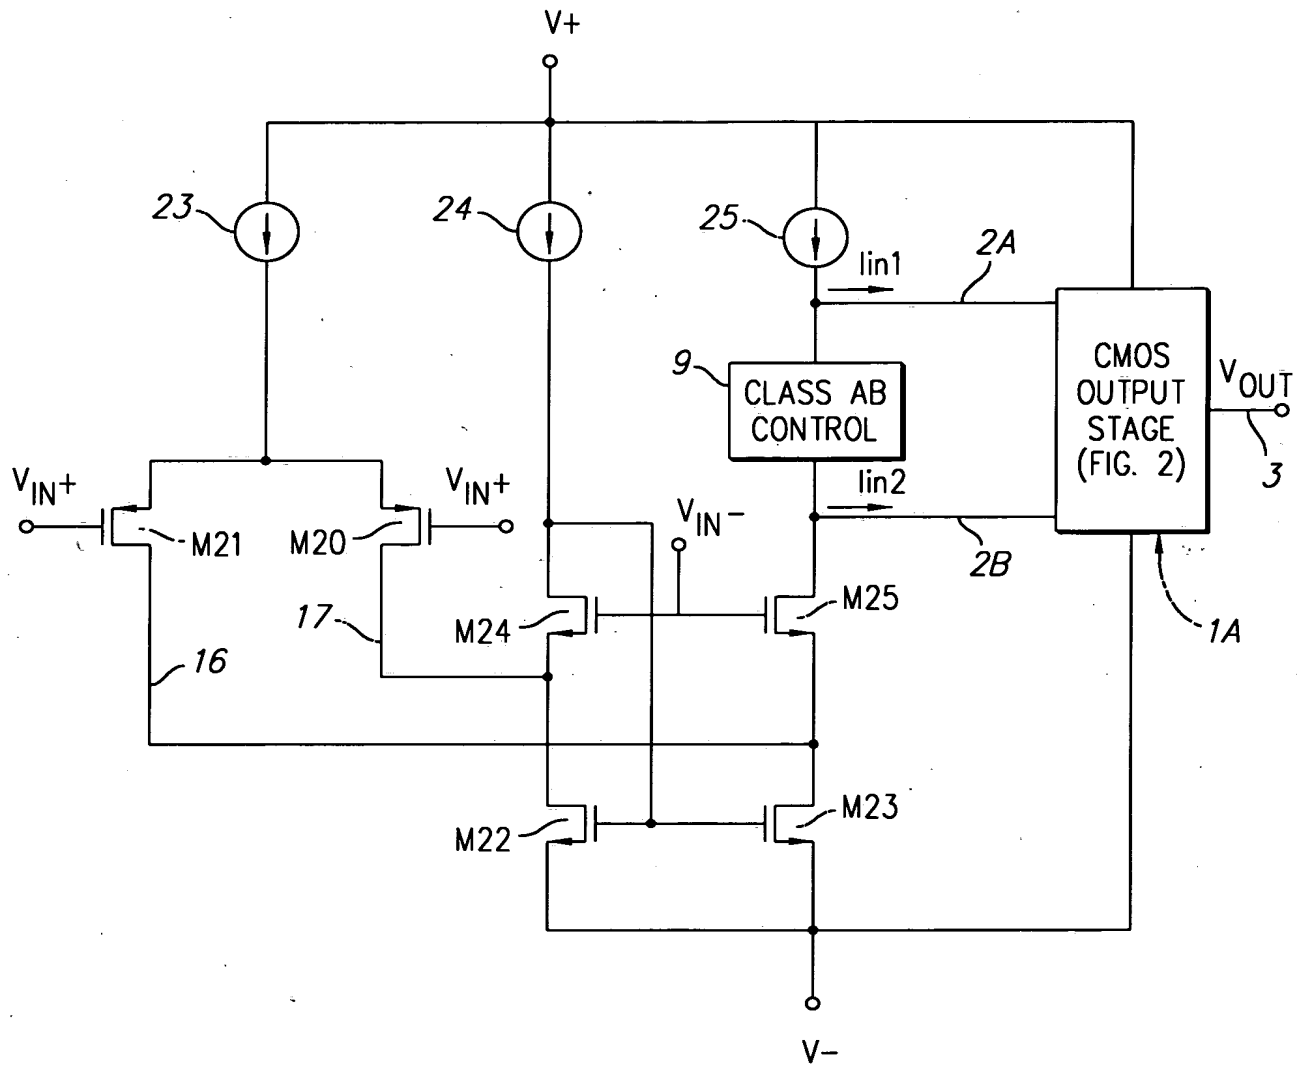 V+
23
24
25
Iin1
2A
9
CLASS AB
CONTROL
CMOS
OUTPUT
STAGE
(FIG. 2)
VOUT
3
VIN+
M21
M20
VIN+
Iin2
VIN-
2B
1A
17
16
M24
M25
M22
M23
V-